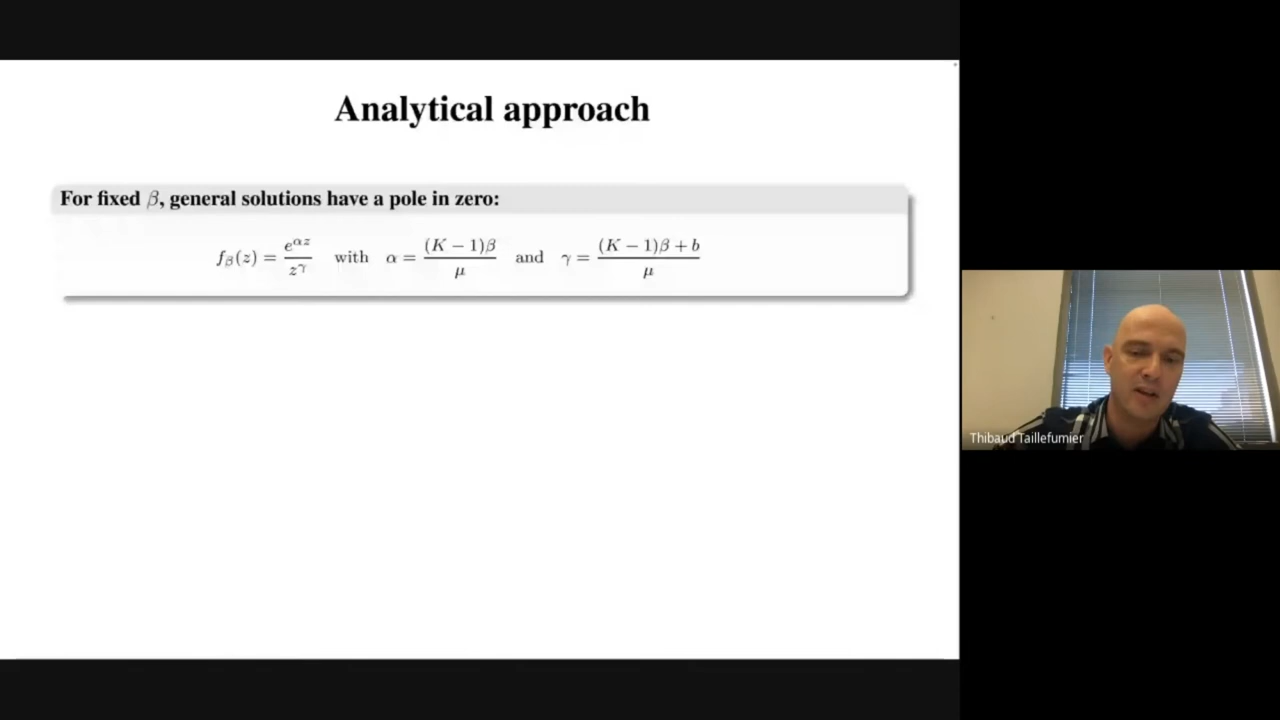 Analytical approach
For fixed β, general solutions have a pole in zero:
f_β(z) = e^{αz} / z^γ with α = (K − 1)β / μ and γ = (K − 1)β + b / μ
Thibaud Taillefumier